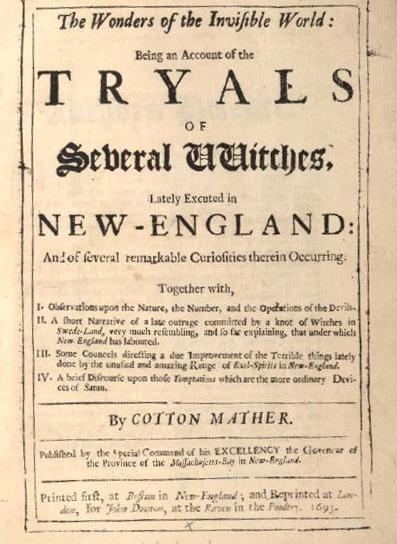 The Wonders of the Inviſible World:
Being an Account of the
TRYALS
OF
Several VVitches,
Lately Excuted in
NEW-ENGLAND:
And of ſeveral remarkable Curioſities therein Occurring.
Together with,
I. Obſervations upon the Nature, the Number, and the Operations of the Devils.
II. A ſhort Narrative of a late outrage committed by a knot of Witches in
Swede-Land, very much reſembling, and ſo far explaining, that under which
New-England has laboured.
III. Some Councels directing a due Improvement of the Terrible things lately
done by the unuſual and amazing Range of Evil-Spirits in New-England.
IV. A brief Diſcourſe upon thoſe Temptations which are the more ordinary Devi-
ces of Satan.
By COTTON MATHER.
Publiſhed by the Special Command of his EXCELLENCY the Govenour of
the Province of the Maſſachuſetts-Bay in New-England.
Printed firſt, at Boſtun in New-England; and Reprinted at Lon-
don, for John Dunton, at the Raven in the Poultry. 1693.